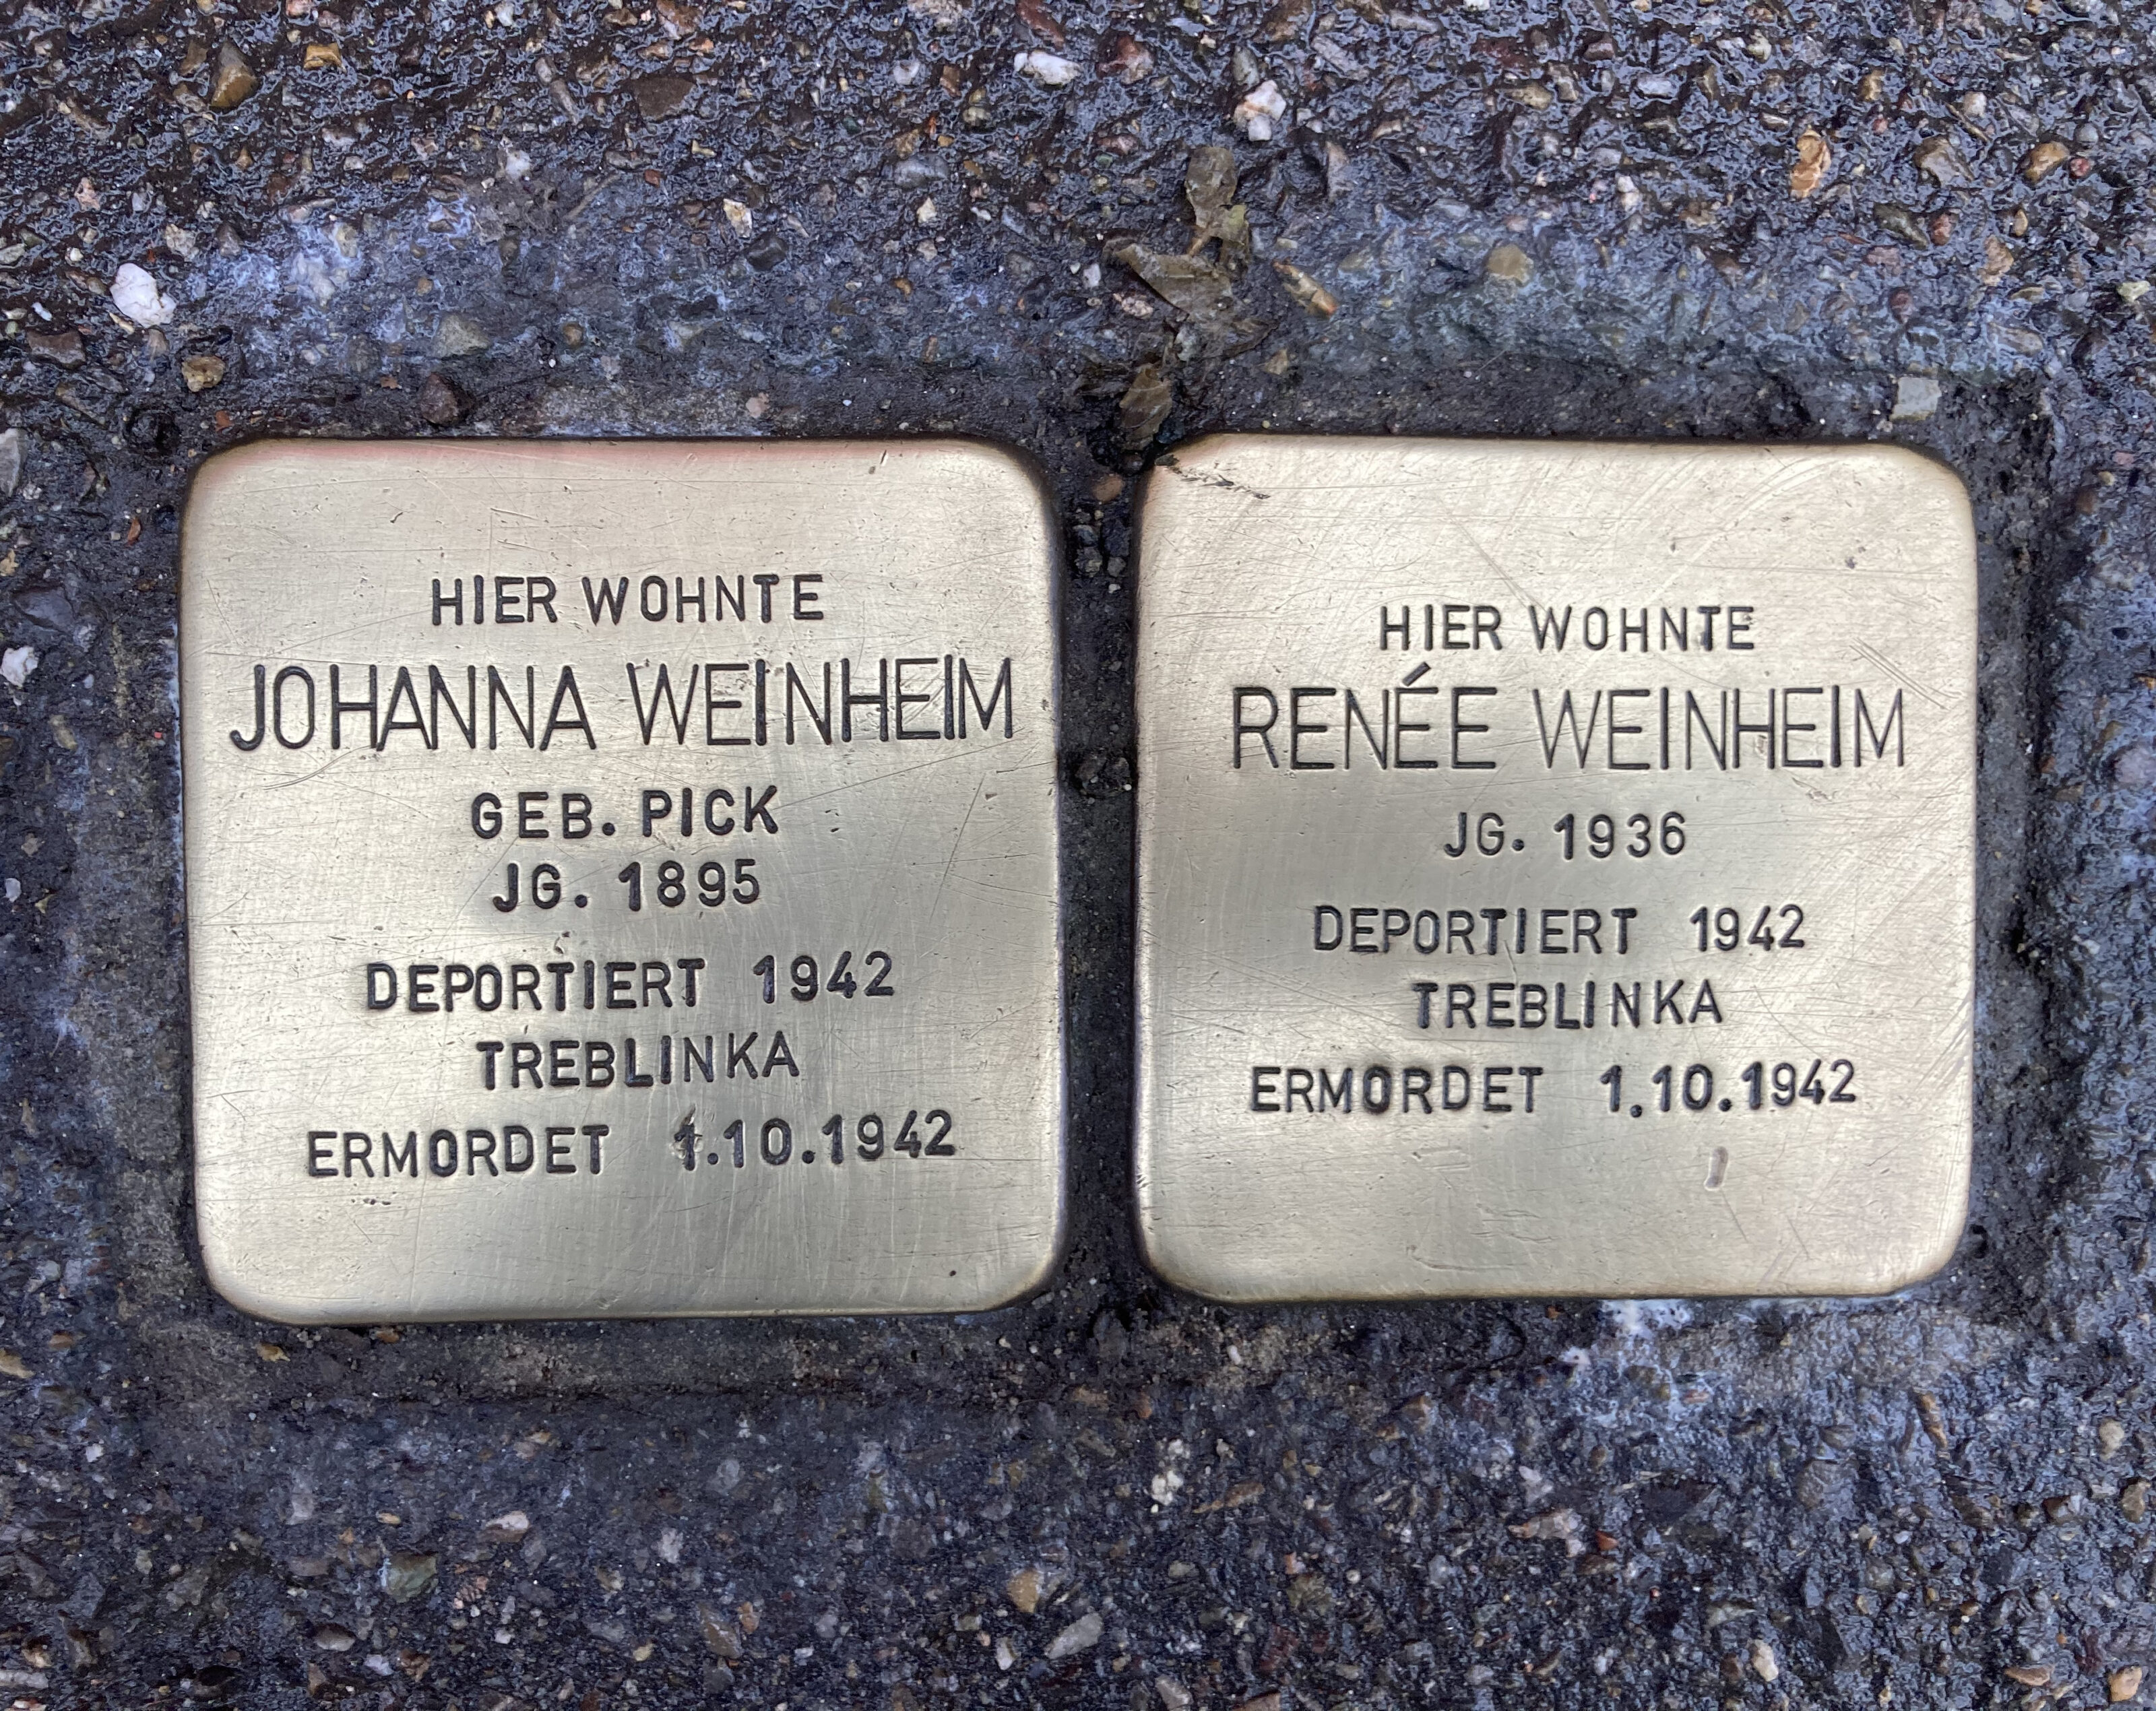 HIER WOHNTE
JOHANNA WEINHEIM
GEB. PICK
JG. 1895
DEPORTIERT 1942
TREBLINKA
ERMORDET 1.10.1942
HIER WOHNTE
RENÉE WEINHEIM
JG. 1936
DEPORTIERT 1942
TREBLINKA
ERMORDET 1.10.1942